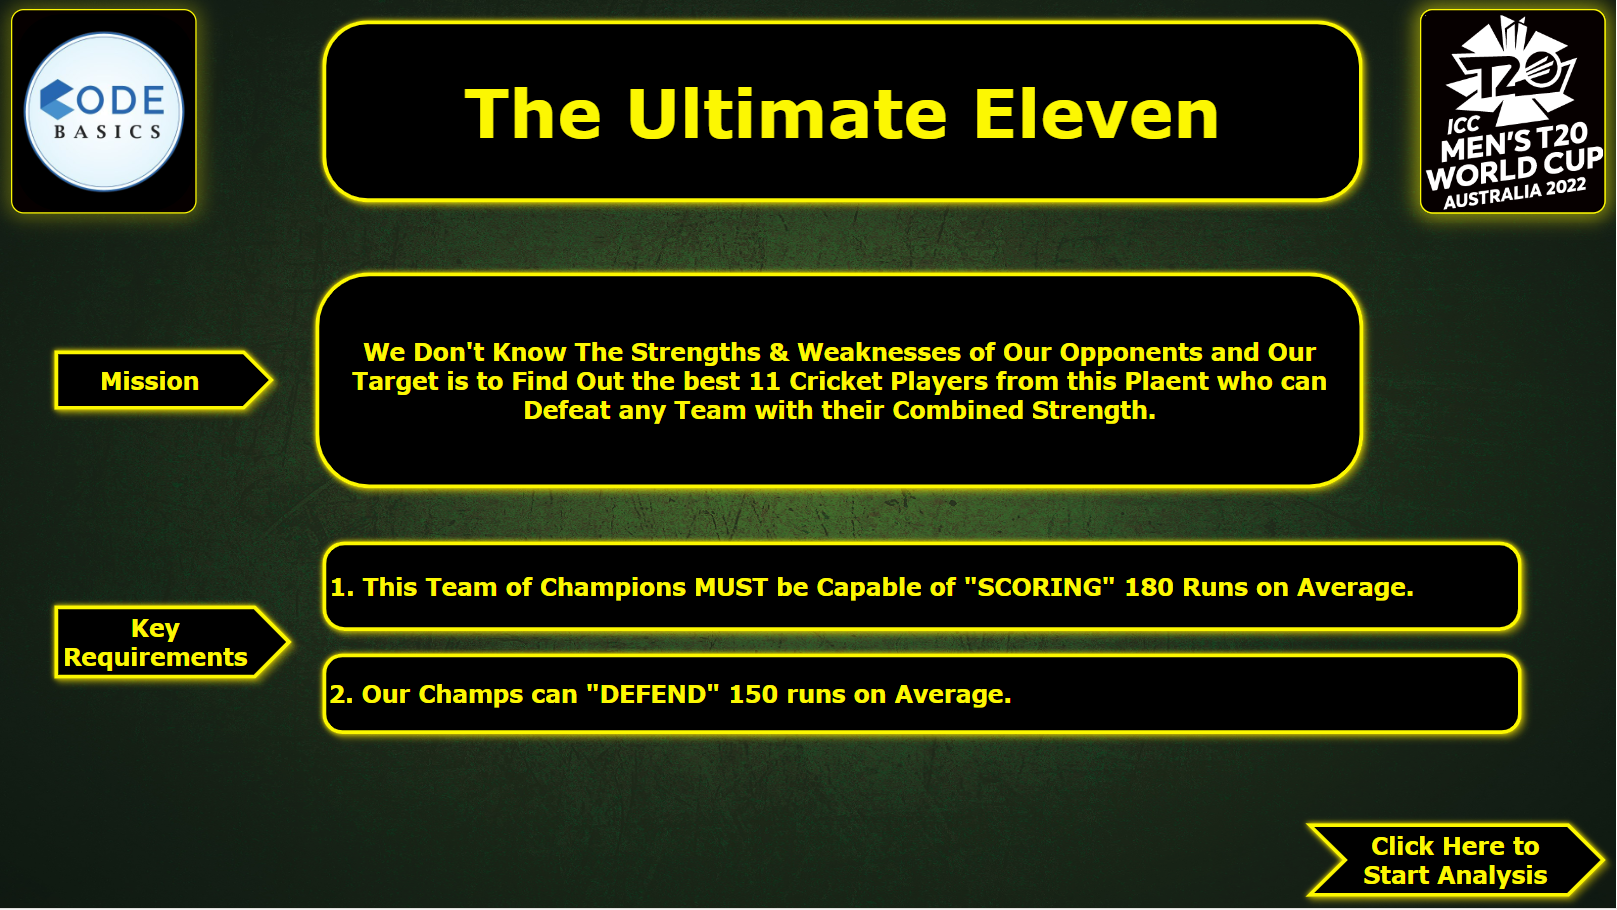 CODE
BASICS
The Ultimate Eleven
T20
ICC
MEN'S T20
WORLD CUP
AUSTRALIA 2022
Mission
We Don't Know The Strengths & Weaknesses of Our Opponents and Our
Target is to Find Out the best 11 Cricket Players from this Plaent who can
Defeat any Team with their Combined Strength.
Key
Requirements
1. This Team of Champions MUST be Capable of "SCORING" 180 Runs on Average.
2. Our Champs can "DEFEND" 150 runs on Average.
Click Here to
Start Analysis